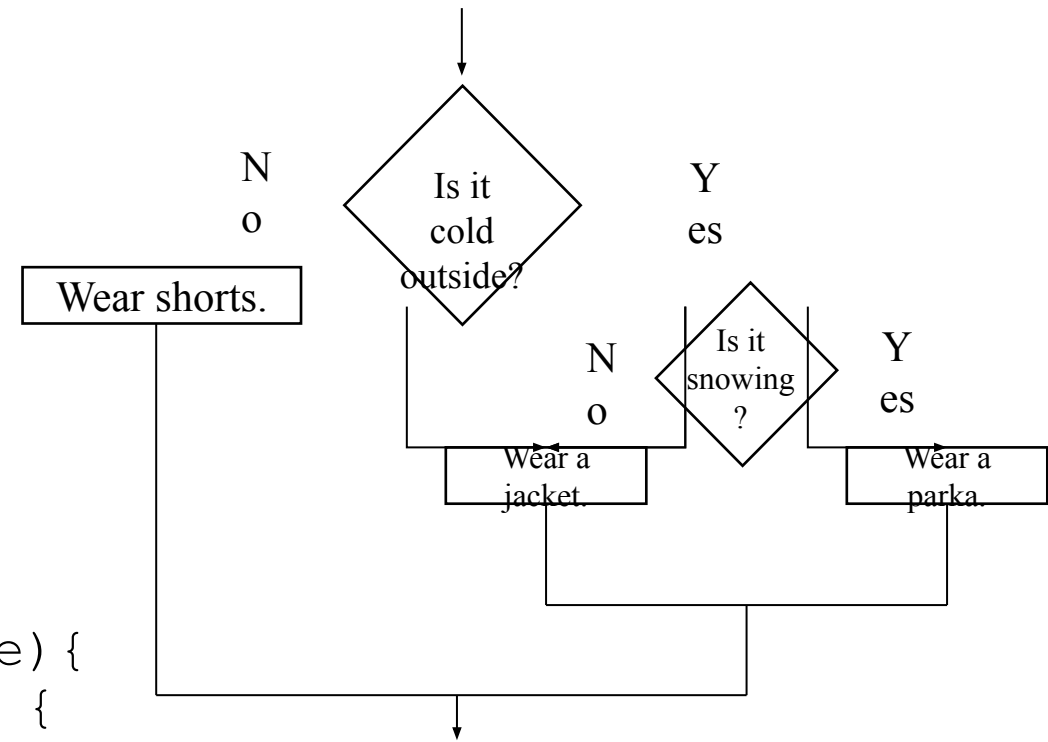 N
o
Is it
cold
outside?
Y
es
Wear shorts.
N
o
Is it
snowing
?
Y
es
Wear a
jacket.
Wear a
parka.
e) {
{